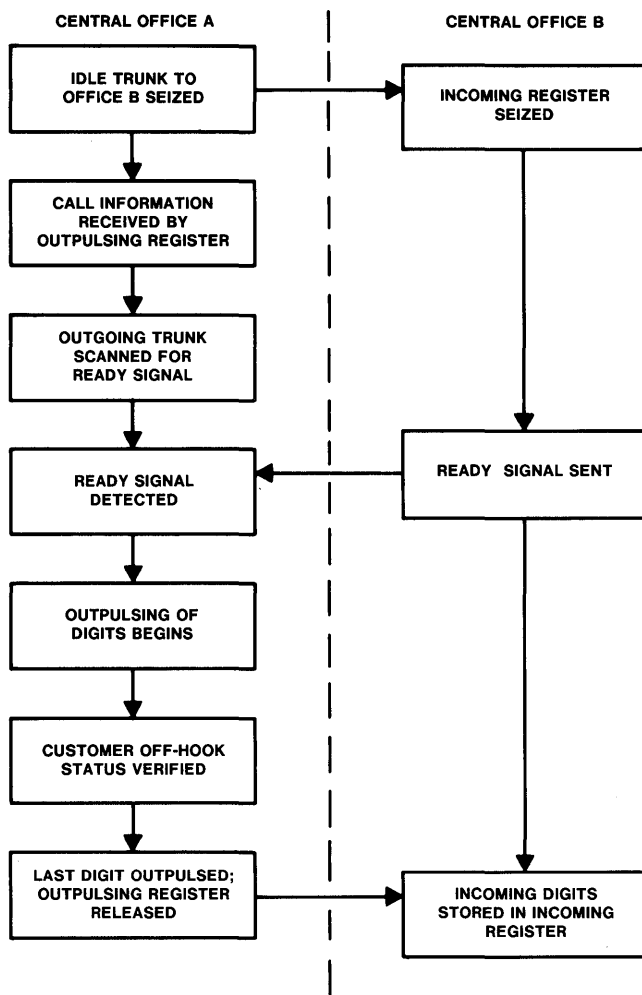 CENTRAL OFFICE A
CENTRAL OFFICE B
IDLE TRUNK TO
OFFICE B SEIZED
INCOMING REGISTER
SEIZED
CALL INFORMATION
RECEIVED BY
OUTPULSING REGISTER
OUTGOING TRUNK
SCANNED FOR
READY SIGNAL
READY SIGNAL
DETECTED
READY SIGNAL SENT
OUTPULSING OF
DIGITS BEGINS
CUSTOMER OFF-HOOK
STATUS VERIFIED
LAST DIGIT OUTPULSED;
OUTPULSING REGISTER
RELEASED
INCOMING DIGITS
STORED IN INCOMING
REGISTER